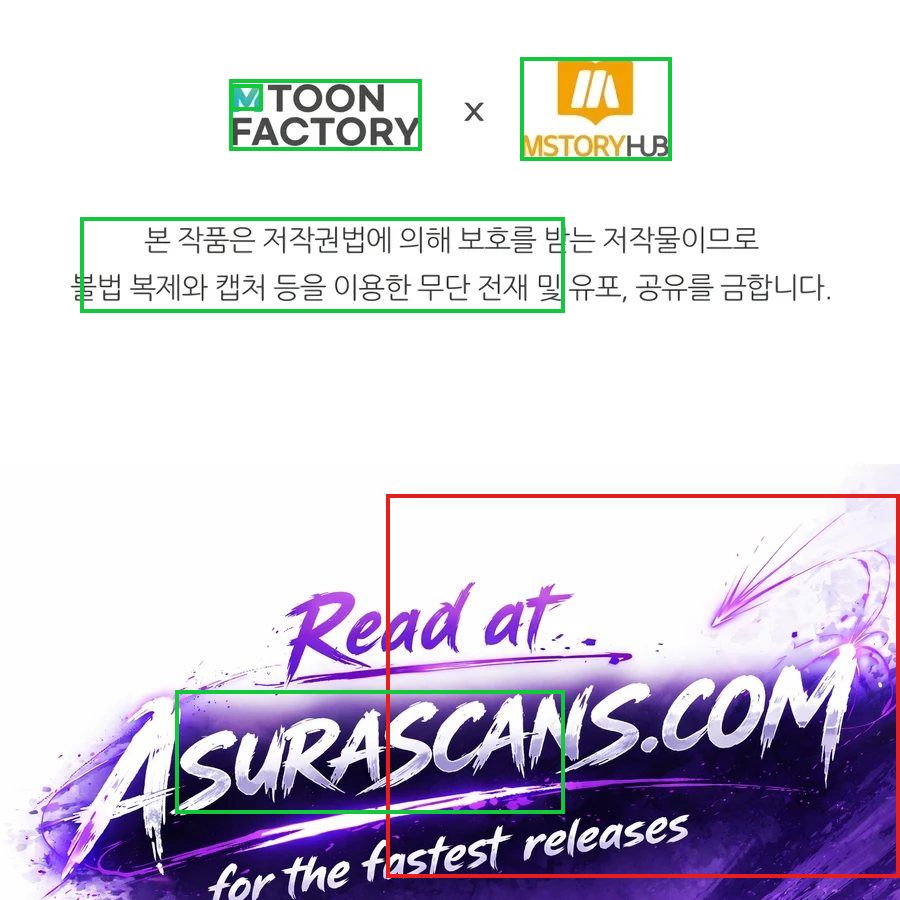 TOON
FACTORY
x
MSTORYHUB
본 작품은 저작권법에 의해 보호를 받는 저작물이므로
불법 복제와 캡처 등을 이용한 무단 전재 및 유포, 공유를 금합니다.
Read at...
ASURASCANS.COM
for the fastest releases